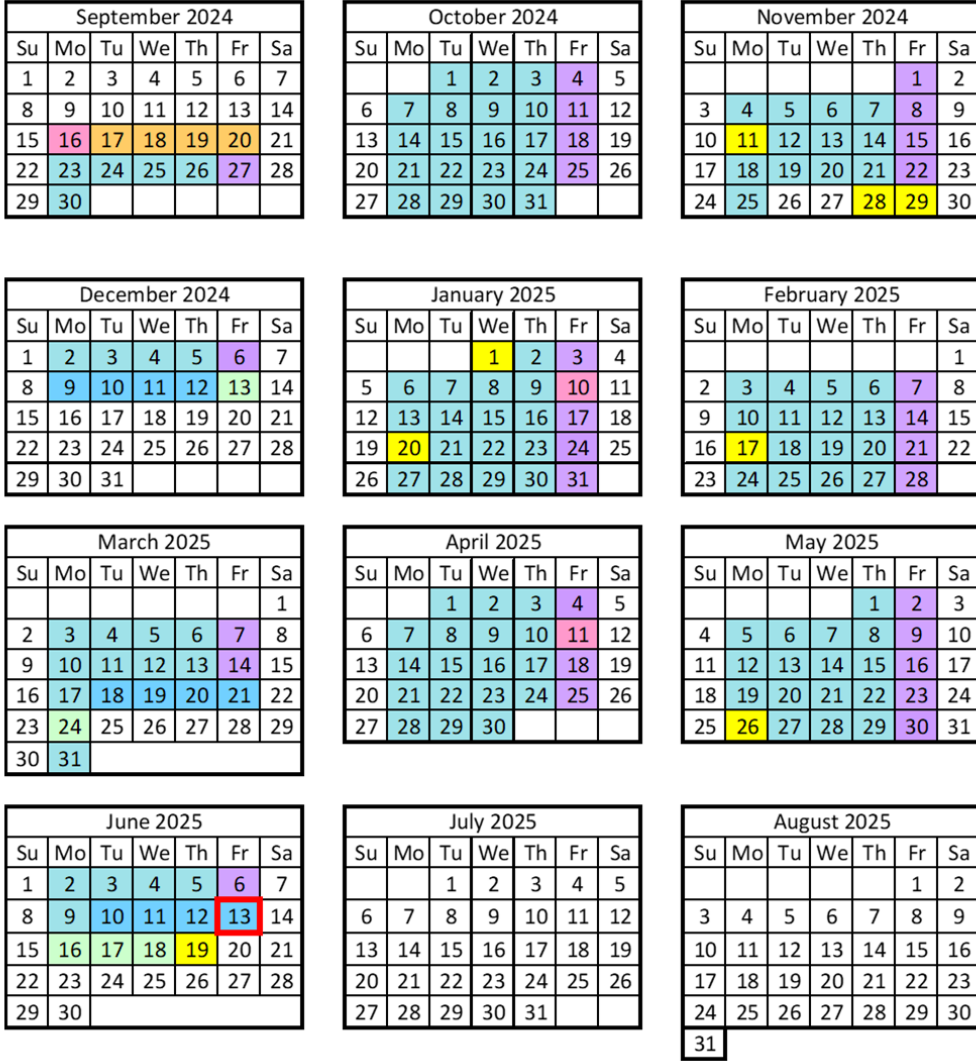 September 2024
Su Mo Tu We Th Fr Sa
1 2 3 4 5 6 7
8 9 10 11 12 13 14
15 16 17 18 19 20 21
22 23 24 25 26 27 28
29 30
October 2024
Su Mo Tu We Th Fr Sa
1 2 3 4 5
6 7 8 9 10 11 12
13 14 15 16 17 18 19
20 21 22 23 24 25 26
27 28 29 30 31
November 2024
Su Mo Tu We Th Fr Sa
1 2
3 4 5 6 7 8 9
10 11 12 13 14 15 16
17 18 19 20 21 22 23
24 25 26 27 28 29 30
December 2024
Su Mo Tu We Th Fr Sa
1 2 3 4 5 6 7
8 9 10 11 12 13 14
15 16 17 18 19 20 21
22 23 24 25 26 27 28
29 30 31
January 2025
Su Mo Tu We Th Fr Sa
1 2 3 4
5 6 7 8 9 10 11
12 13 14 15 16 17 18
19 20 21 22 23 24 25
26 27 28 29 30 31
February 2025
Su Mo Tu We Th Fr Sa
1
2 3 4 5 6 7 8
9 10 11 12 13 14 15
16 17 18 19 20 21 22
23 24 25 26 27 28
March 2025
Su Mo Tu We Th Fr Sa
1
2 3 4 5 6 7 8
9 10 11 12 13 14 15
16 17 18 19 20 21 22
23 24 25 26 27 28 29
30 31
April 2025
Su Mo Tu We Th Fr Sa
1 2 3 4 5
6 7 8 9 10 11 12
13 14 15 16 17 18 19
20 21 22 23 24 25 26
27 28 29 30
May 2025
Su Mo Tu We Th Fr Sa
1 2 3
4 5 6 7 8 9 10
11 12 13 14 15 16 17
18 19 20 21 22 23 24
25 26 27 28 29 30 31
June 2025
Su Mo Tu We Th Fr Sa
1 2 3 4 5 6 7
8 9 10 11 12 13 14
15 16 17 18 19 20 21
22 23 24 25 26 27 28
29 30
July 2025
Su Mo Tu We Th Fr Sa
1 2 3 4 5
6 7 8 9 10 11 12
13 14 15 16 17 18 19
20 21 22 23 24 25 26
27 28 29 30 31
August 2025
Su Mo Tu We Th Fr Sa
1 2
3 4 5 6 7 8 9
10 11 12 13 14 15 16
17 18 19 20 21 22 23
24 25 26 27 28 29 30
31